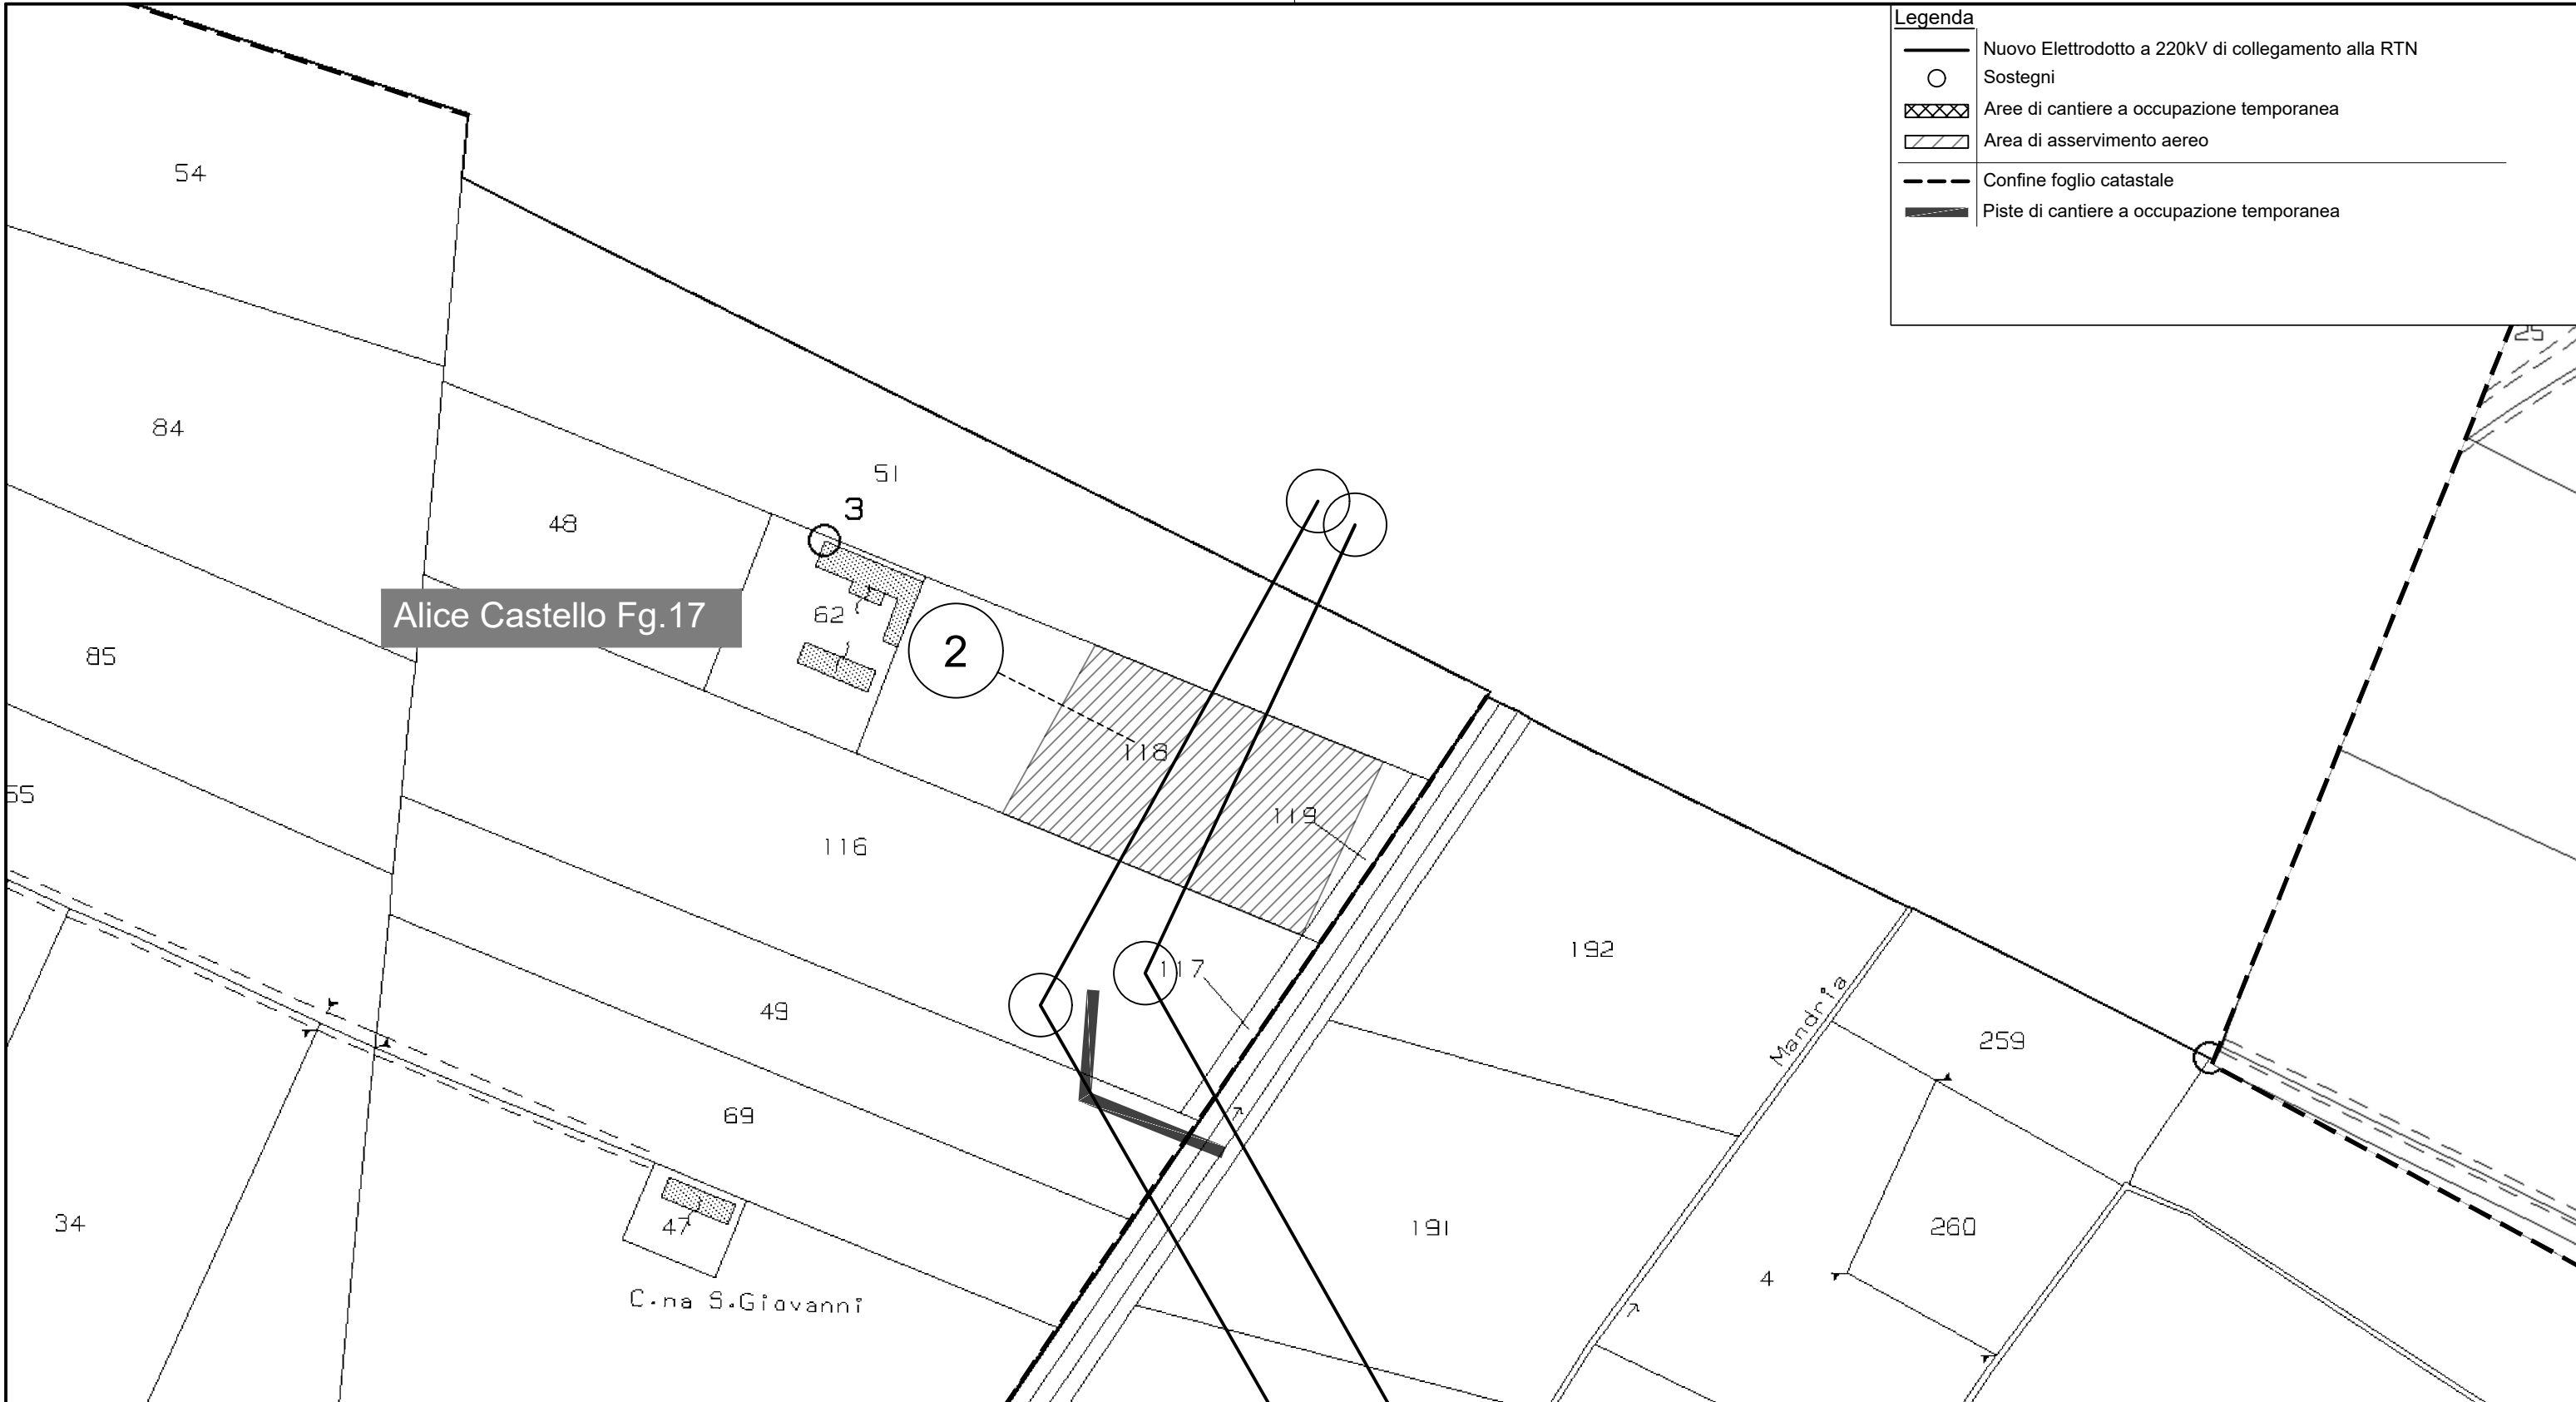 Legenda
Nuovo Elettrodotto a 220kV di collegamento alla RTN
Sostegni
Aree di cantiere a occupazione temporanea
Area di asservimento aereo
Confine foglio catastale
Piste di cantiere a occupazione temporanea
54
25
84
51
3
48
Alice Castello Fg.17
62
2
85
118
55
119
116
192
117
49
Mandria
259
69
34
47
191
260
4
C.na S.Giovanni